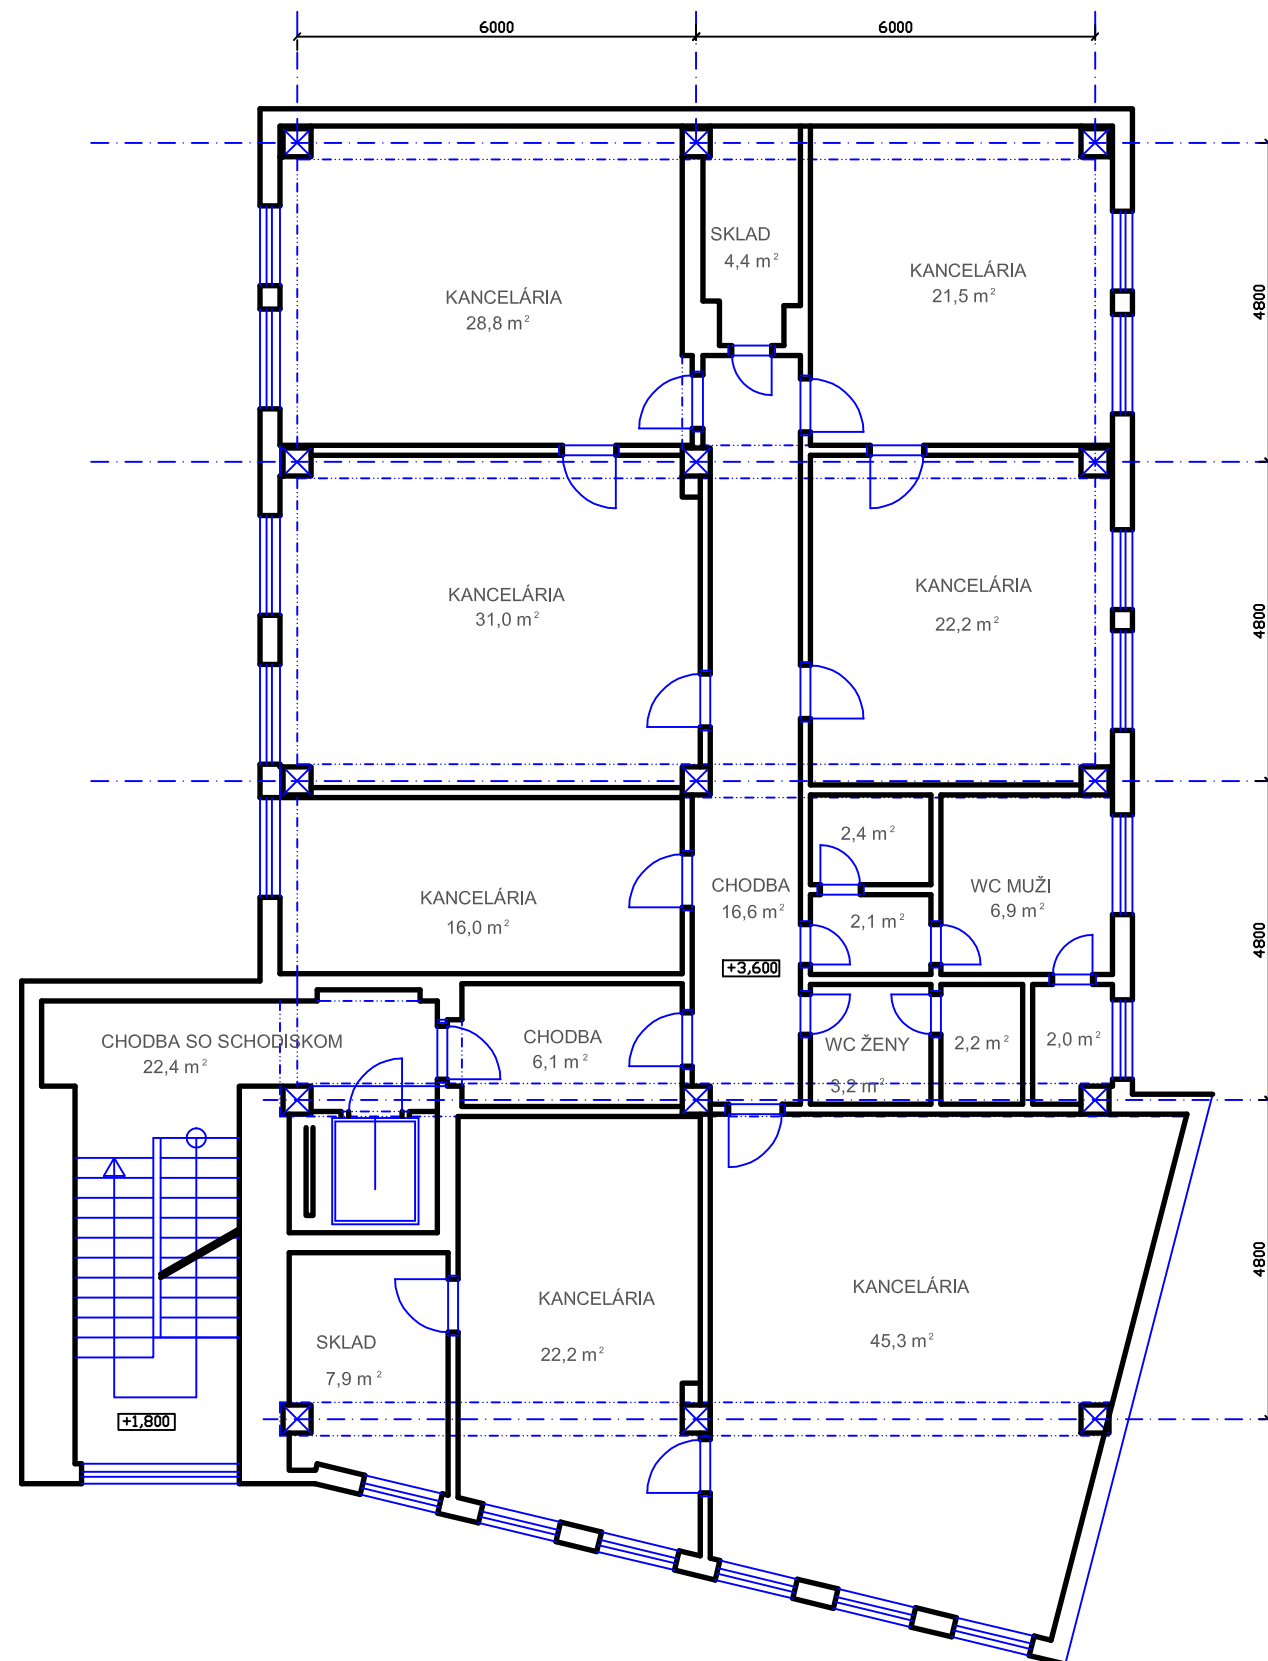 6000
6000
SKLAD
4,4 m²
KANCELÁRIA
21,5 m²
KANCELÁRIA
28,8 m²
4800
KANCELÁRIA
31,0 m²
KANCELÁRIA
22,2 m²
4800
2,4 m²
CHODBA
16,6 m²
WC MUŽI
6,9 m²
KANCELÁRIA
16,0 m²
2,1 m²
4800
+3,600
CHODBA SO SCHODISKOM
22,4 m²
CHODBA
6,1 m²
WC ŽENY
3,2 m²
2,2 m²
2,0 m²
4800
KANCELÁRIA
22,2 m²
KANCELÁRIA
45,3 m²
SKLAD
7,9 m²
+1,800